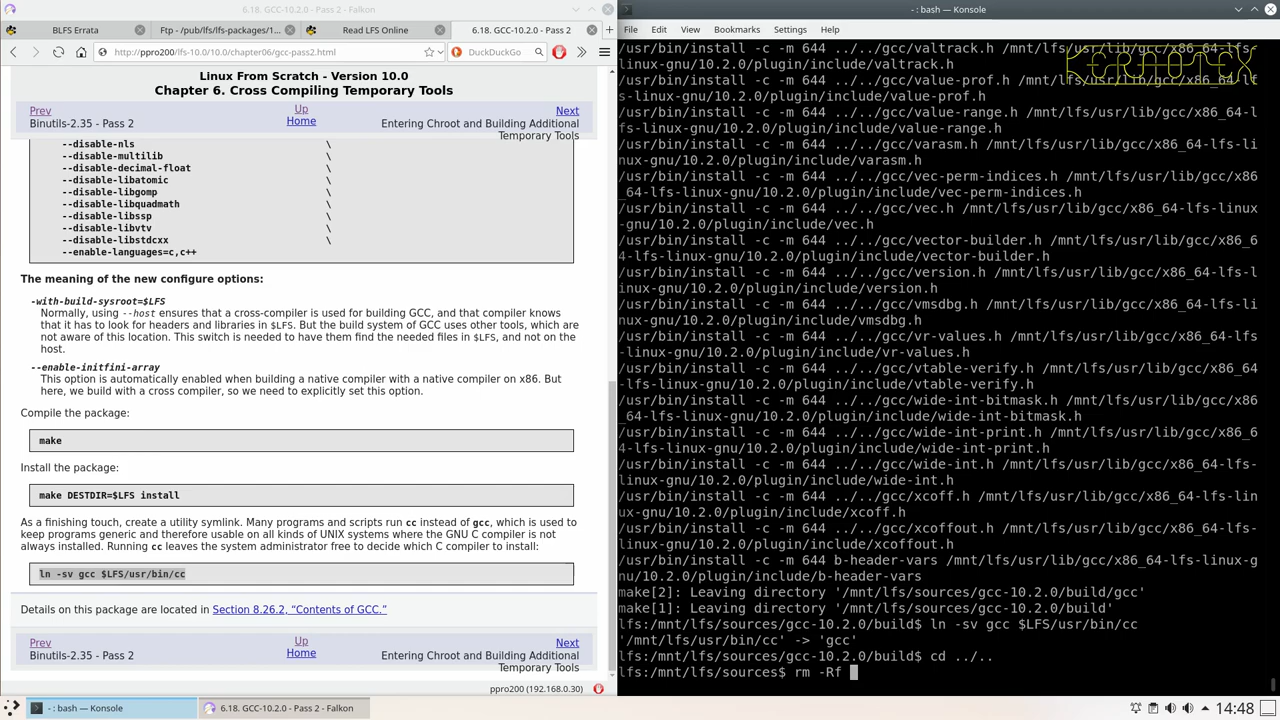 6.18. GCC-10.2.0 - Pass 2 - Falkon
BLFS Errata
Ftp - /pub/lfs/lfs-packages/1...
Read LFS Online
6.18. GCC-10.2.0 - Pass 2
http://ppro200/lfs-10.0/10.0/chapter06/gcc-pass2.html
DuckDuckGo
Linux From Scratch - Version 10.0
Chapter 6. Cross Compiling Temporary Tools
Prev
Up
Next
Binutils-2.35 - Pass 2
Home
Entering Chroot and Building Additional
Temporary Tools
--disable-nls \
--disable-multilib \
--disable-decimal-float \
--disable-libatomic \
--disable-libgomp \
--disable-libquadmath \
--disable-libssp \
--disable-libvtv \
--disable-libstdcxx \
--enable-languages=c,c++
The meaning of the new configure options:
-with-build-sysroot=$LFS
Normally, using --host ensures that a cross-compiler is used for building GCC, and that compiler knows
that it has to look for headers and libraries in $LFS. But the build system of GCC uses other tools, which are
not aware of this location. This switch is needed to have them find the needed files in $LFS, and not on the
host.
--enable-initfini-array
This option is automatically enabled when building a native compiler with a native compiler on x86. But
here, we build with a cross compiler, so we need to explicitly set this option.
Compile the package:
make
Install the package:
make DESTDIR=$LFS install
As a finishing touch, create a utility symlink. Many programs and scripts run cc instead of gcc, which is used to
keep programs generic and therefore usable on all kinds of UNIX systems where the GNU C compiler is not
always installed. Running cc leaves the system administrator free to decide which C compiler to install:
ln -sv gcc $LFS/usr/bin/cc
Details on this package are located in Section 8.26.2, “Contents of GCC.”
Prev
Up
Next
Binutils-2.35 - Pass 2
Home
Entering Chroot and Building Additional
Temporary Tools
ppro200 (192.168.0.30)
- : bash — Konsole
File Edit View Bookmarks Settings Help
/usr/bin/install -c -m 644 ../../gcc/valtrack.h /mnt/lfs/usr/lib/gcc/x86_64-lfs-
linux-gnu/10.2.0/plugin/include/valtrack.h
/usr/bin/install -c -m 644 ../../gcc/value-prof.h /mnt/lfs/usr/lib/gcc/x86_64-lf
s-linux-gnu/10.2.0/plugin/include/value-prof.h
/usr/bin/install -c -m 644 ../../gcc/value-range.h /mnt/lfs/usr/lib/gcc/x86_64-l
fs-linux-gnu/10.2.0/plugin/include/value-range.h
/usr/bin/install -c -m 644 ../../gcc/varasm.h /mnt/lfs/usr/lib/gcc/x86_64-lfs-li
nux-gnu/10.2.0/plugin/include/varasm.h
/usr/bin/install -c -m 644 ../../gcc/vec-perm-indices.h /mnt/lfs/usr/lib/gcc/x86
_64-lfs-linux-gnu/10.2.0/plugin/include/vec-perm-indices.h
/usr/bin/install -c -m 644 ../../gcc/vec.h /mnt/lfs/usr/lib/gcc/x86_64-lfs-linux
-gnu/10.2.0/plugin/include/vec.h
/usr/bin/install -c -m 644 ../../gcc/vector-builder.h /mnt/lfs/usr/lib/gcc/x86_6
4-lfs-linux-gnu/10.2.0/plugin/include/vector-builder.h
/usr/bin/install -c -m 644 ../../gcc/version.h /mnt/lfs/usr/lib/gcc/x86_64-lfs-l
inux-gnu/10.2.0/plugin/include/version.h
/usr/bin/install -c -m 644 ../../gcc/vmsdbg.h /mnt/lfs/usr/lib/gcc/x86_64-lfs-li
nux-gnu/10.2.0/plugin/include/vmsdbg.h
/usr/bin/install -c -m 644 ../../gcc/vr-values.h /mnt/lfs/usr/lib/gcc/x86_64-lfs
-linux-gnu/10.2.0/plugin/include/vr-values.h
/usr/bin/install -c -m 644 ../../gcc/vtable-verify.h /mnt/lfs/usr/lib/gcc/x86_64
-lfs-linux-gnu/10.2.0/plugin/include/vtable-verify.h
/usr/bin/install -c -m 644 ../../gcc/wide-int-bitmask.h /mnt/lfs/usr/lib/gcc/x86
_64-lfs-linux-gnu/10.2.0/plugin/include/wide-int-bitmask.h
/usr/bin/install -c -m 644 ../../gcc/wide-int-print.h /mnt/lfs/usr/lib/gcc/x86_6
4-lfs-linux-gnu/10.2.0/plugin/include/wide-int-print.h
/usr/bin/install -c -m 644 ../../gcc/wide-int.h /mnt/lfs/usr/lib/gcc/x86_64-lfs-
linux-gnu/10.2.0/plugin/include/wide-int.h
/usr/bin/install -c -m 644 ../../gcc/xcoff.h /mnt/lfs/usr/lib/gcc/x86_64-lfs-lin
ux-gnu/10.2.0/plugin/include/xcoff.h
/usr/bin/install -c -m 644 ../../gcc/xcoffout.h /mnt/lfs/usr/lib/gcc/x86_64-lfs-
linux-gnu/10.2.0/plugin/include/xcoffout.h
/usr/bin/install -c -m 644 b-header-vars /mnt/lfs/usr/lib/gcc/x86_64-lfs-linux-g
nu/10.2.0/plugin/include/b-header-vars
make[2]: Leaving directory '/mnt/lfs/sources/gcc-10.2.0/build/gcc'
make[1]: Leaving directory '/mnt/lfs/sources/gcc-10.2.0/build'
lfs:/mnt/lfs/sources/gcc-10.2.0/build$ ln -sv gcc $LFS/usr/bin/cc
'/mnt/lfs/usr/bin/cc' -> 'gcc'
lfs:/mnt/lfs/sources/gcc-10.2.0/build$ cd ../..
lfs:/mnt/lfs/sources$ rm -Rf
- : bash — Konsole
6.18. GCC-10.2.0 - Pass 2 - Falkon
14:48